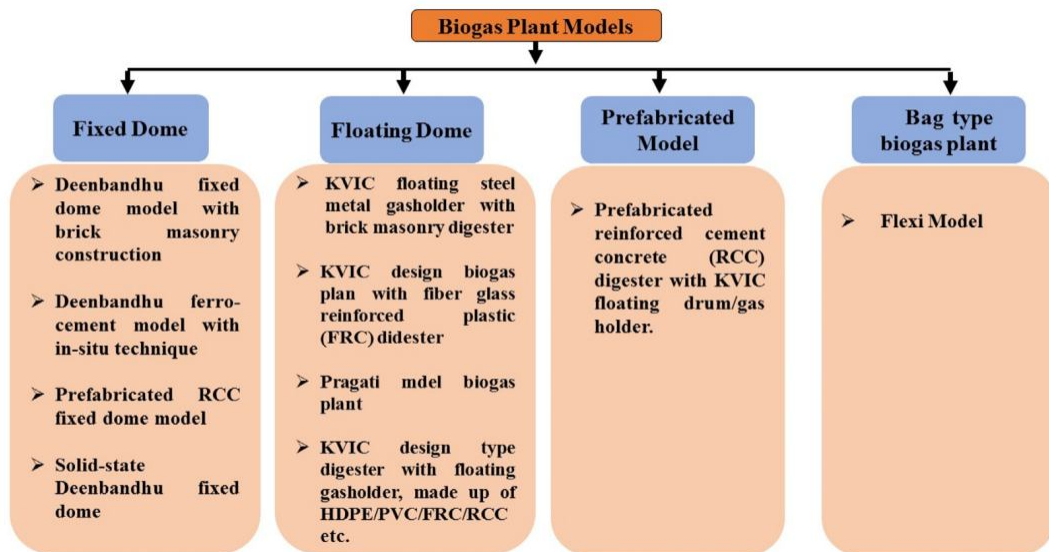 Biogas Plant Models
Fixed Dome
➤ Deenbandhu fixed
dome model with
brick masonry
construction
➤ Deenbandhu ferro-
cement model with
in-situ technique
➤ Prefabricated RCC
fixed dome model
➤ Solid-state
Deenbandhu fixed
dome
Floating Dome
➤ KVIC floating steel
metal gasholder with
brick masonry digester
➤ KVIC design biogas
plan with fiber glass
reinforced plastic
(FRC) didester
➤ Pragati mdel biogas
plant
➤ KVIC design type
digester with floating
gasholder, made up of
HDPE/PVC/FRC/RCC
etc.
Prefabricated
Model
➤ Prefabricated
reinforced cement
concrete (RCC)
digester with KVIC
floating drum/gas
holder.
Bag type
biogas plant
➤ Flexi Model